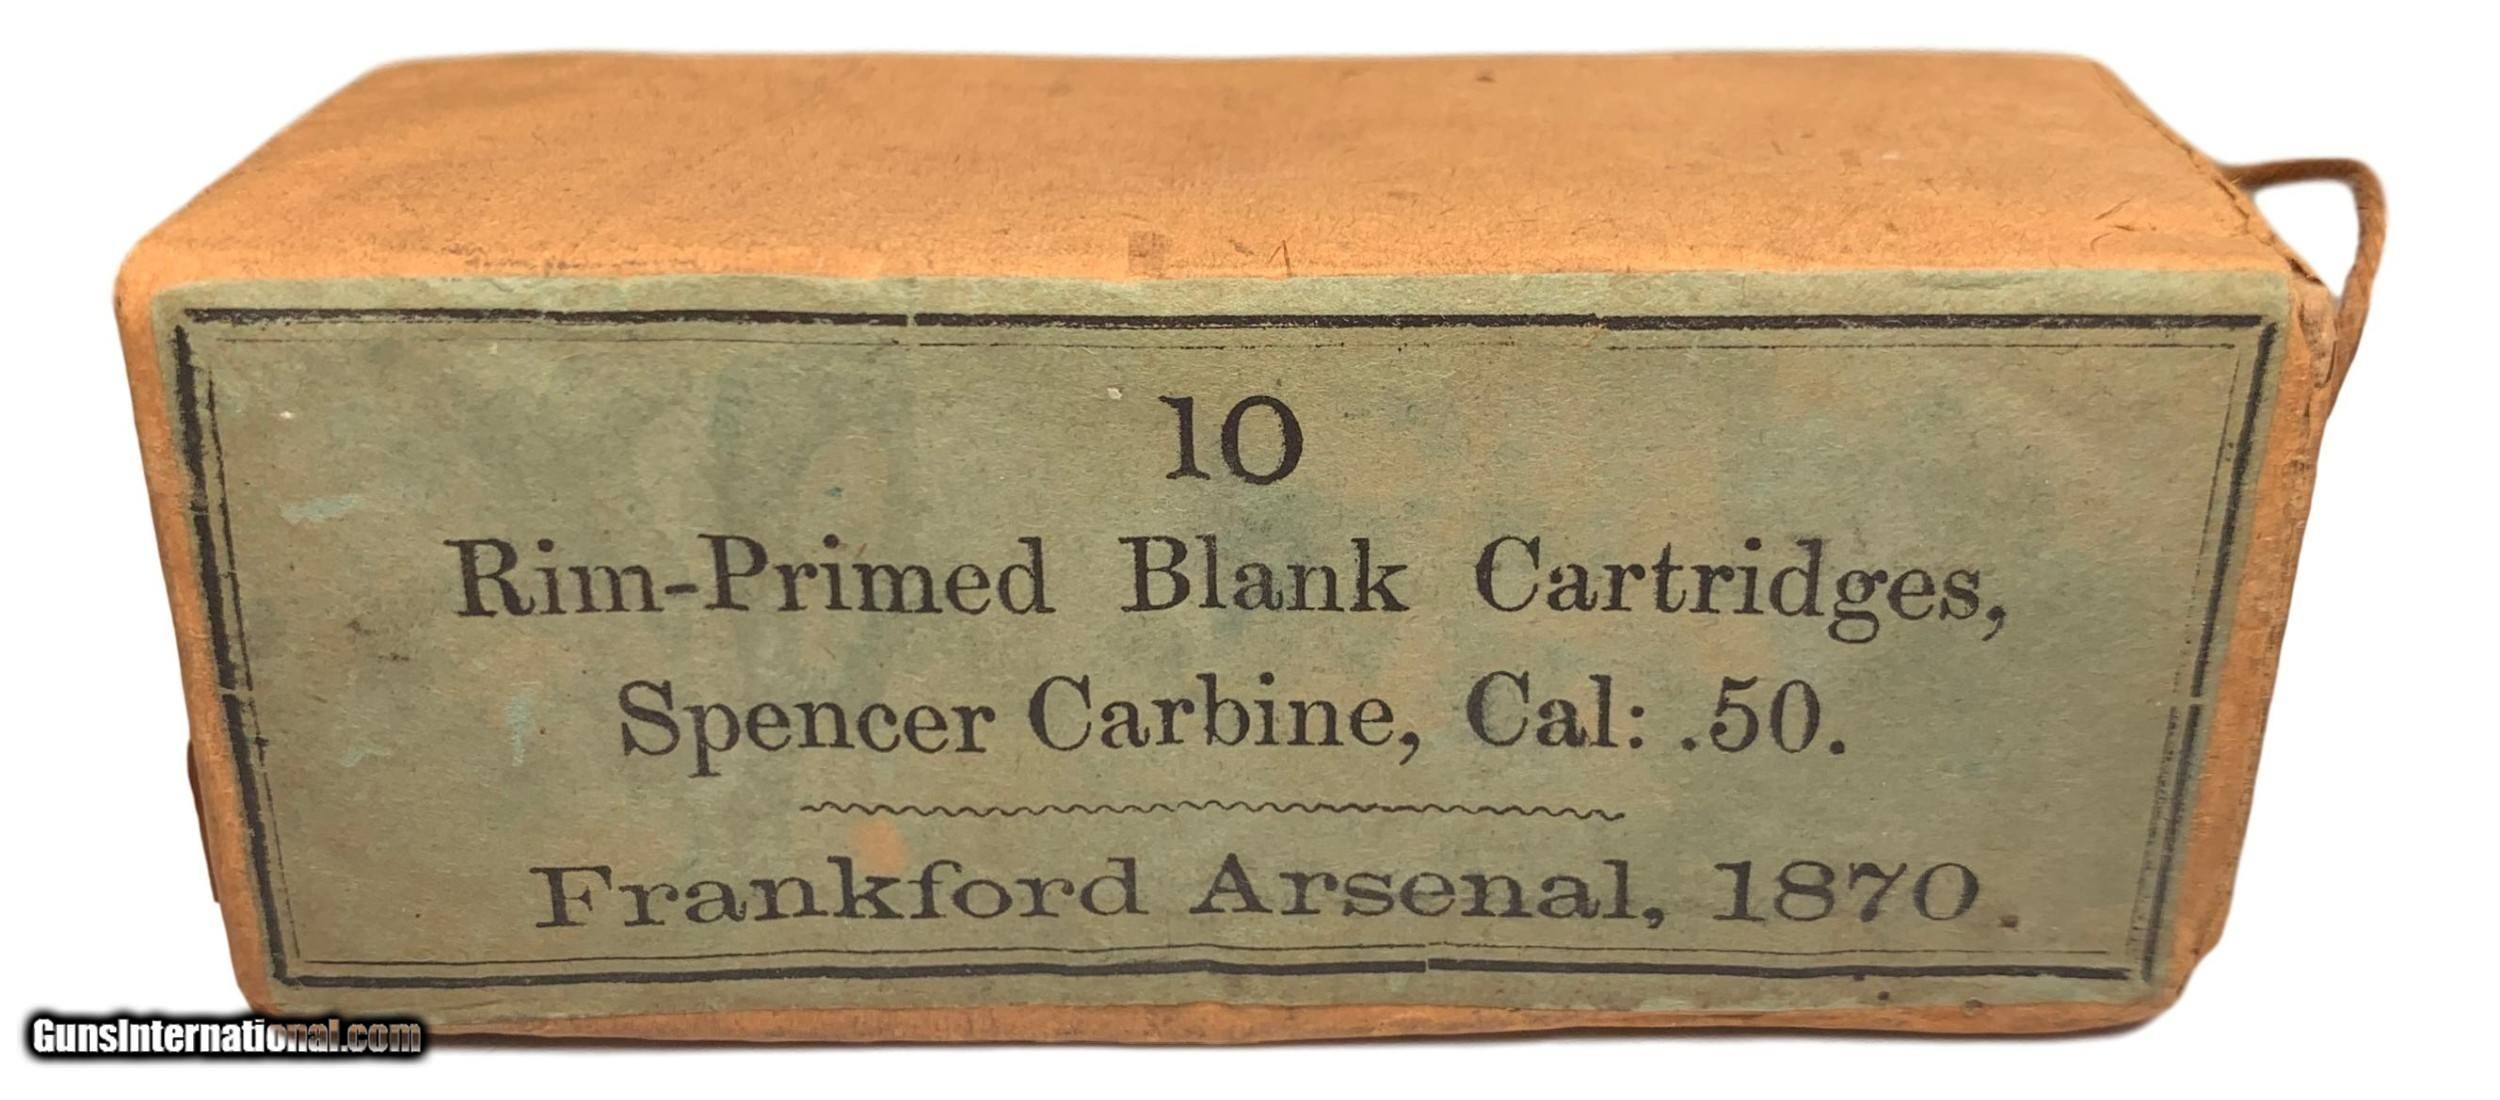 10
Rim-Primed Blank Cartridges,
Spencer Carbine, Cal: .50.
Frankford Arsenal, 1870.
GunsInternational.com